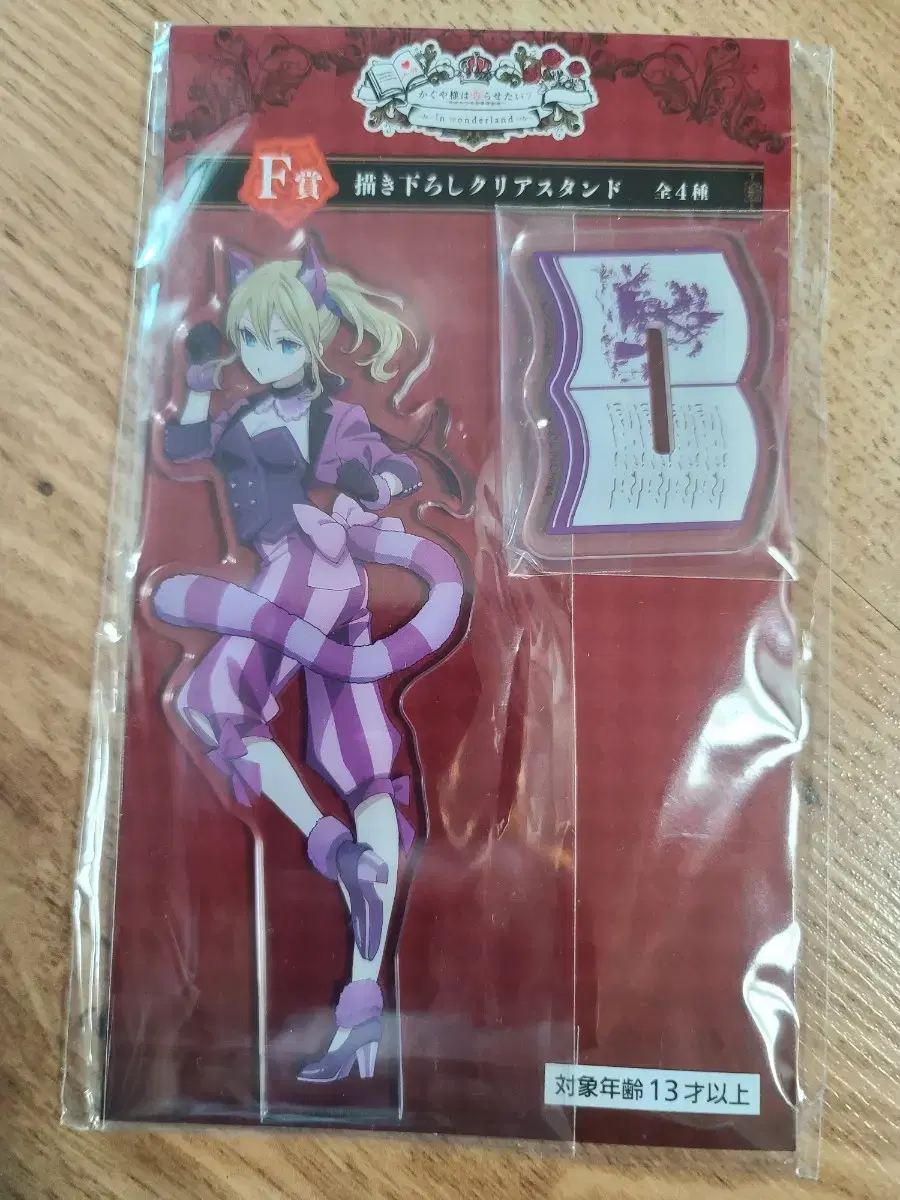 かぐや様は告らせたい?
in wonderland
F賞
描き下ろしクリアスタンド 全4種
対象年齢13才以上